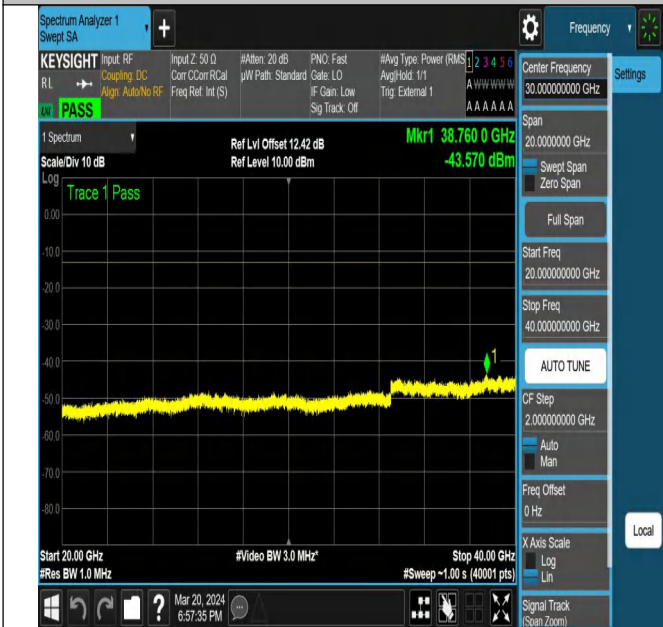 Spectrum Analyzer 1
Swept SA
+
Frequency
KEYSIGHT
RL
PASS
Input: RF
Coupling: DC
Align: Auto/No RF
Input Z: 50 Ω
Corr CCorr RCal
Freq Ref: Int (S)
#Atten: 20 dB
µW Path: Standard
PNO: Fast
Gate: LO
IF Gain: Low
Sig Track: Off
#Avg Type: Power (RMS
Avg|Hold: 1/1
Trig: External 1
1 2 3 4 5 6
A W W W W W
A A A A A A
1 Spectrum
Scale/Div 10 dB
Ref Lvl Offset 12.42 dB
Ref Level 10.00 dBm
Mkr1 38.760 0 GHz
-43.570 dBm
Log
Trace 1 Pass
0.00
-10.0
-20.0
-30.0
-40.0
-50.0
-60.0
-70.0
-80.0
1
Start 20.00 GHz
#Res BW 1.0 MHz
#Video BW 3.0 MHz*
Stop 40.00 GHz
#Sweep ~1.00 s (40001 pts)
Mar 20, 2024
6:57:35 PM
?
Center Frequency
30.000000000 GHz
Settings
Span
20.0000000 GHz
Swept Span
Zero Span
Full Span
Start Freq
20.000000000 GHz
Stop Freq
40.000000000 GHz
AUTO TUNE
CF Step
2.000000000 GHz
Auto
Man
Freq Offset
0 Hz
X Axis Scale
Log
Lin
Local
Signal Track
(Span Zoom)